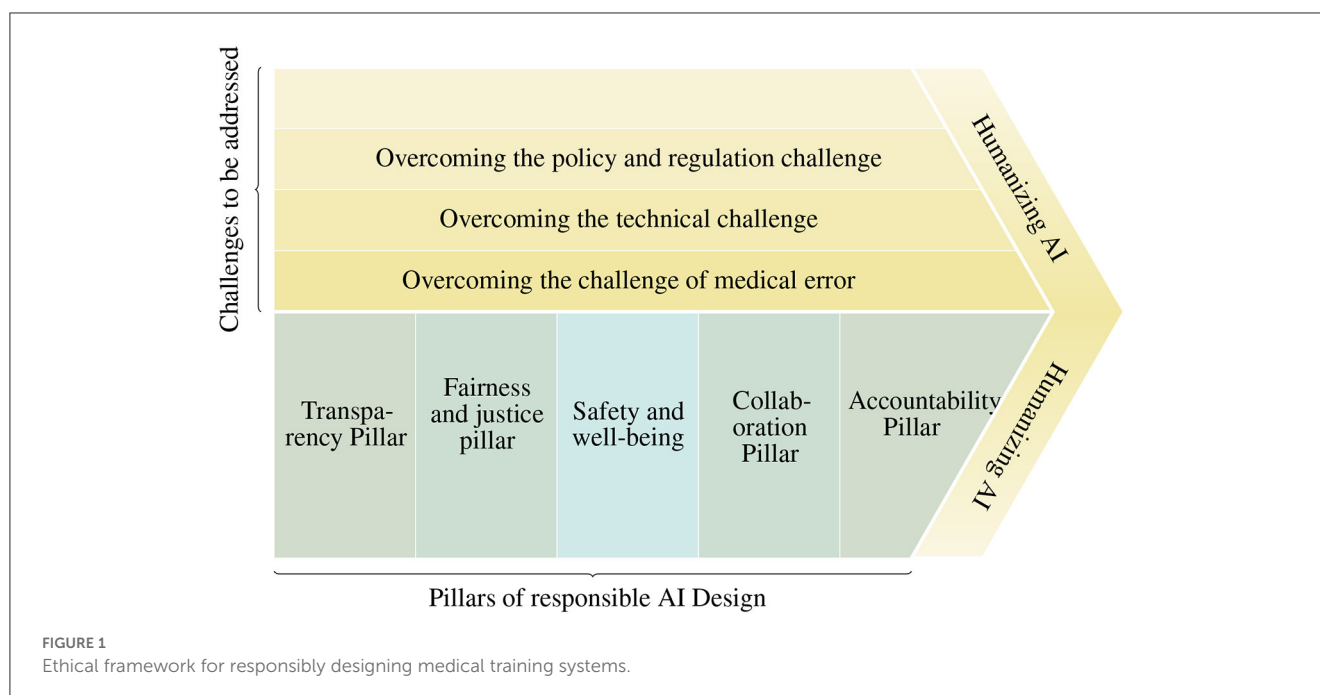 Challenges to be addressed
Overcoming the policy and regulation challenge
Overcoming the technical challenge
Overcoming the challenge of medical error
Humanizing AI
Transpa-
rency Pillar
Fairness
and justice
pillar
Safety and
well-being
Collab-
oration
Pillar
Accountability
Pillar
Humanizing AI
Pillars of responsible AI Design
FIGURE 1
Ethical framework for responsibly designing medical training systems.